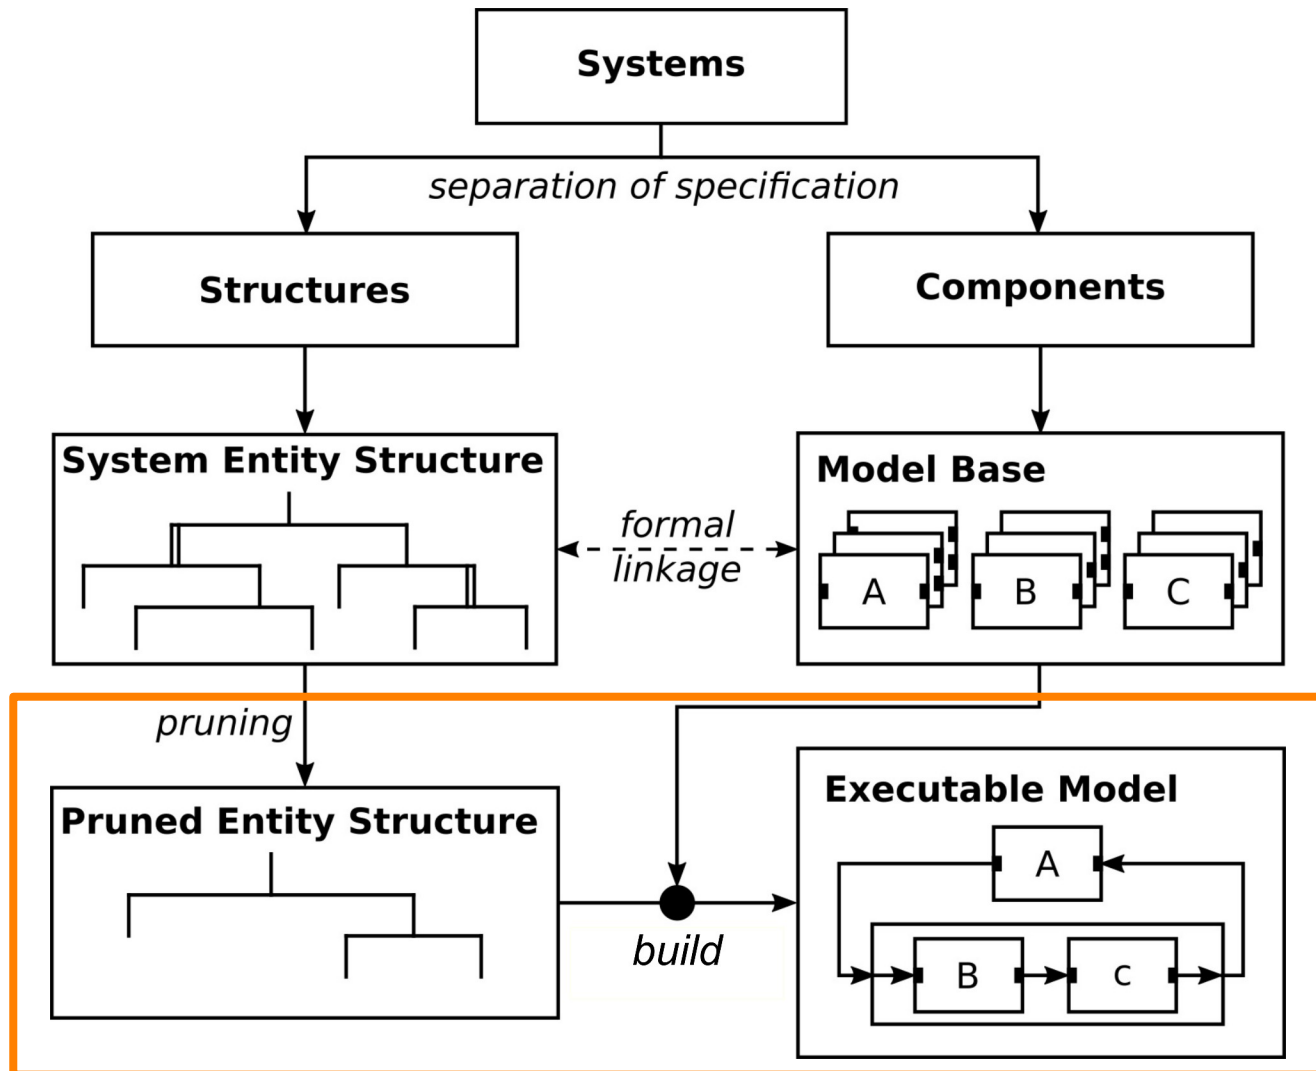 Systems
separation of specification
Structures
Components
System Entity Structure
formal
linkage
Model Base
A
B
C
pruning
Pruned Entity Structure
build
Executable Model
A
B
c